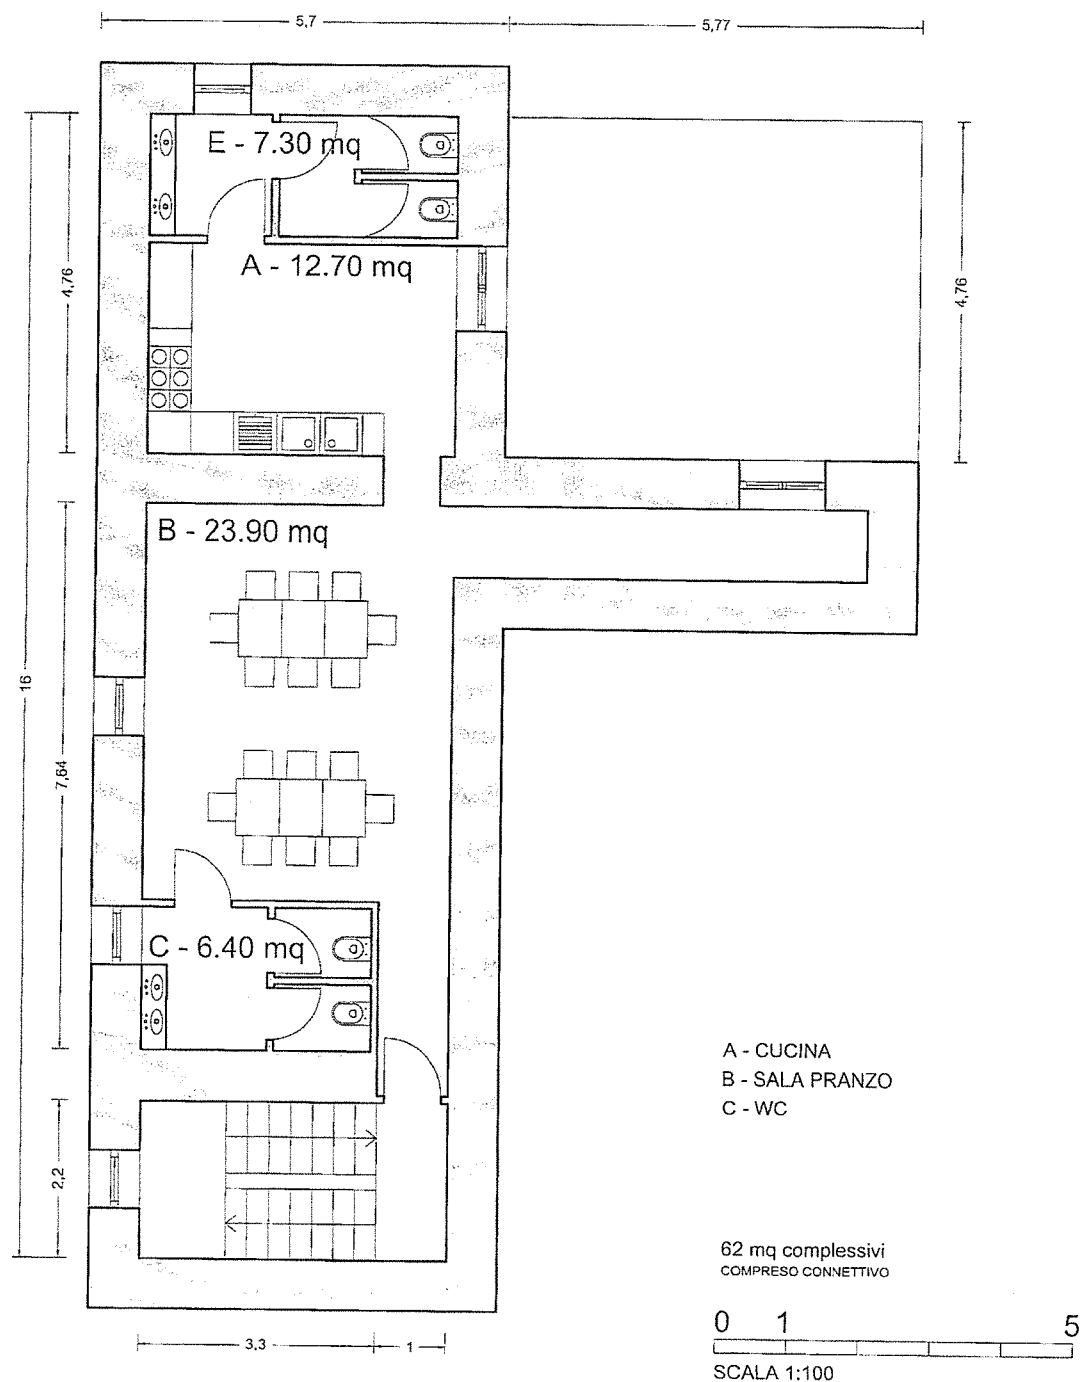 5,7
5,77
E - 7.30 mq
A - 12.70 mq
4,76
4,76
B - 23.90 mq
16
7,64
C - 6.40 mq
A - CUCINA
B - SALA PRANZO
C - WC
2,2
62 mq complessivi
COMPRESO CONNETTIVO
3,3
1
0 1 5
SCALA 1:100